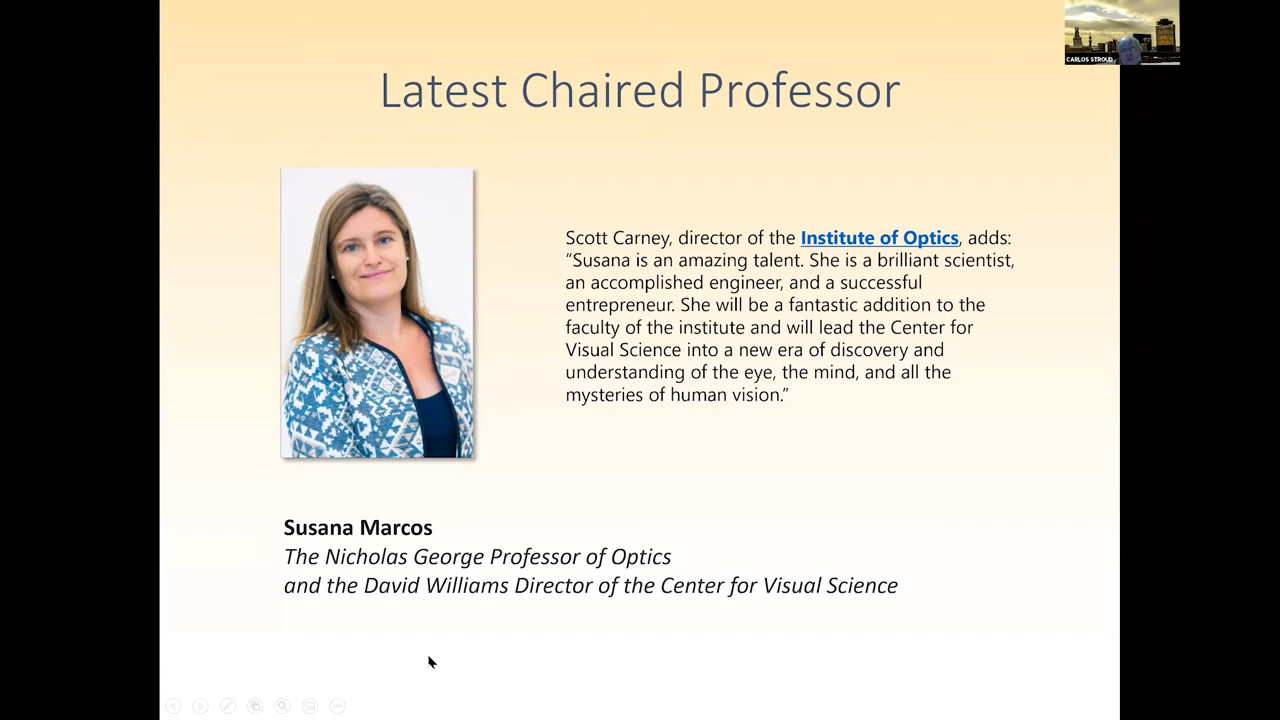 CARLOS STROUD
Latest Chaired Professor
Scott Carney, director of the Institute of Optics, adds:
“Susana is an amazing talent. She is a brilliant scientist,
an accomplished engineer, and a successful
entrepreneur. She will be a fantastic addition to the
faculty of the institute and will lead the Center for
Visual Science into a new era of discovery and
understanding of the eye, the mind, and all the
mysteries of human vision.”
Susana Marcos
The Nicholas George Professor of Optics
and the David Williams Director of the Center for Visual Science